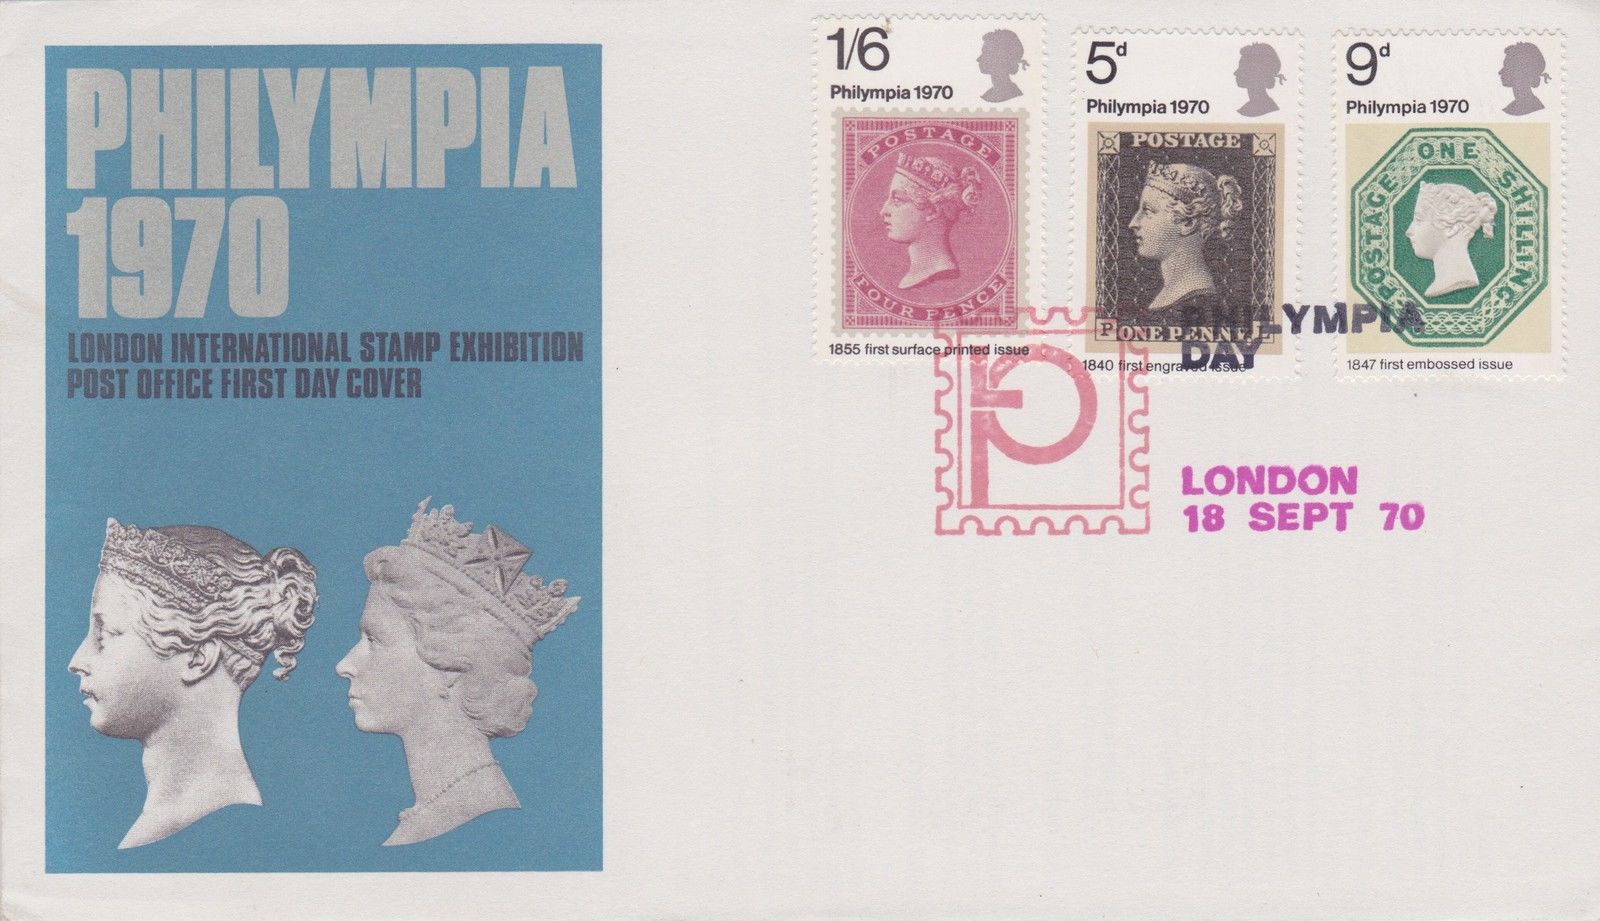 PHILYMPIA
1970
LONDON INTERNATIONAL STAMP EXHIBITION
POST OFFICE FIRST DAY COVER
1/6
Philympia 1970
POSTAGE
FOUR PENCE
1855 first surface printed issue
5d
Philympia 1970
POSTAGE
P ONE PENNY L
1840 first engraved issue
9d
Philympia 1970
POSTAGE ONE SHILLING
1847 first embossed issue
PHILYMPIA
DAY
LONDON
18 SEPT 70